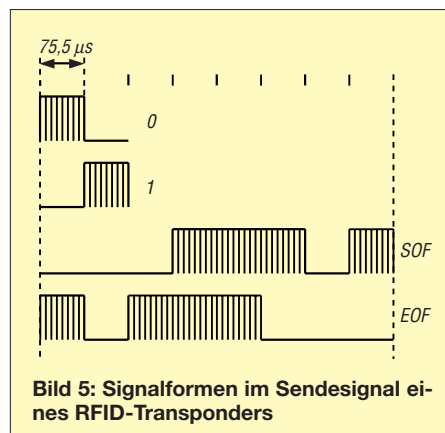 75,5 µs
0
1
SOF
EOF
Bild 5: Signalformen im Sendesignal ei-
nes RFID-Transponders